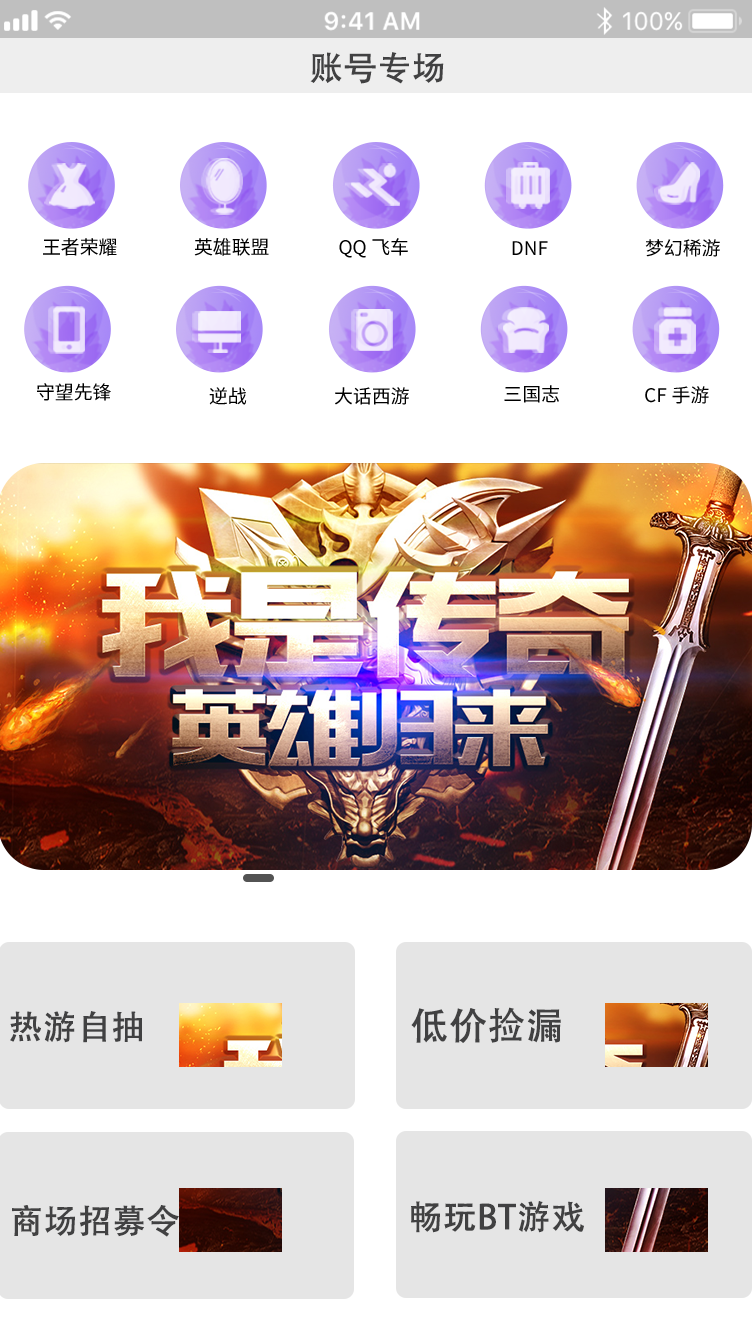 9:41 AM 100%
账号专场
王者荣耀 英雄联盟 QQ 飞车 DNF 梦幻稀游
守望先锋 逆战 大话西游 三国志 CF 手游
我是传奇
英雄归来
热游自抽 低价捡漏
商场招募令 畅玩BT游戏